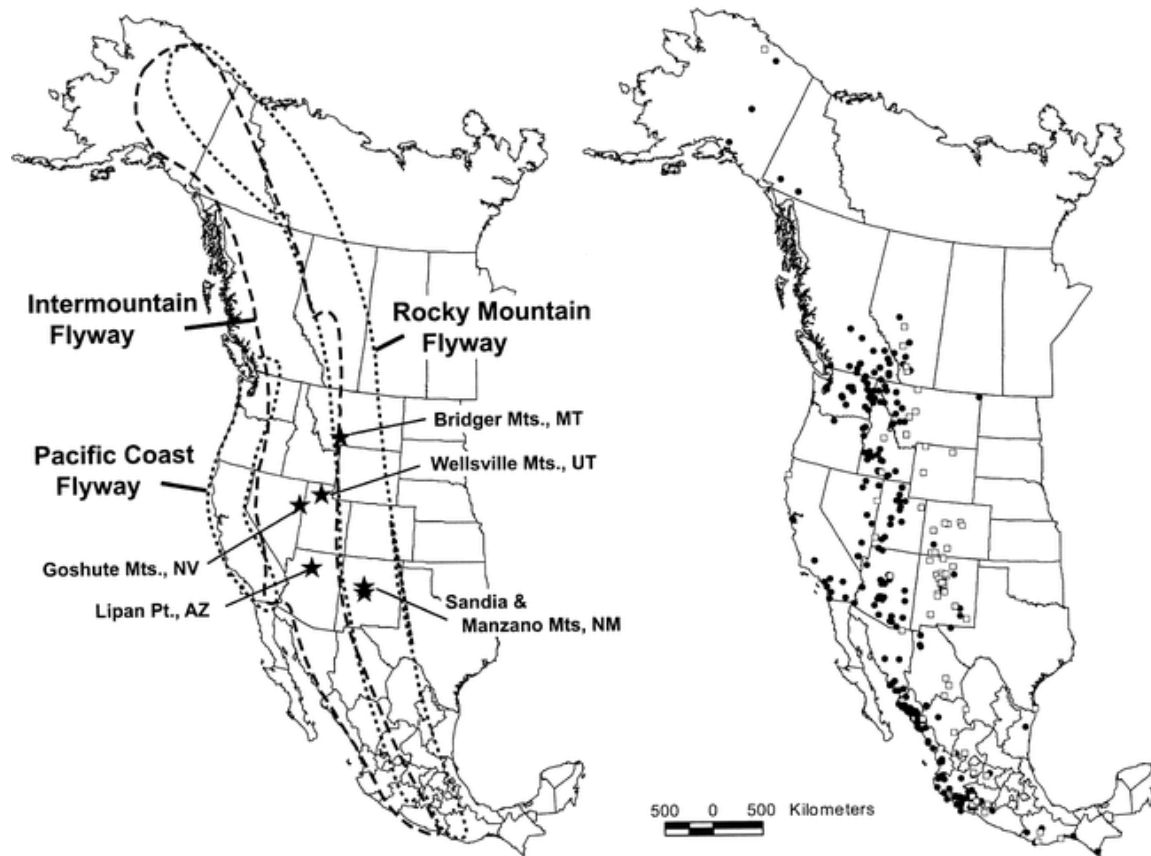 Intermountain
Flyway
Rocky Mountain
Flyway
Bridger Mts., MT
Pacific Coast
Flyway
Wellsville Mts., UT
Goshute Mts., NV
Lipan Pt., AZ
Sandia &
Manzano Mts, NM
500 0 500 Kilometers